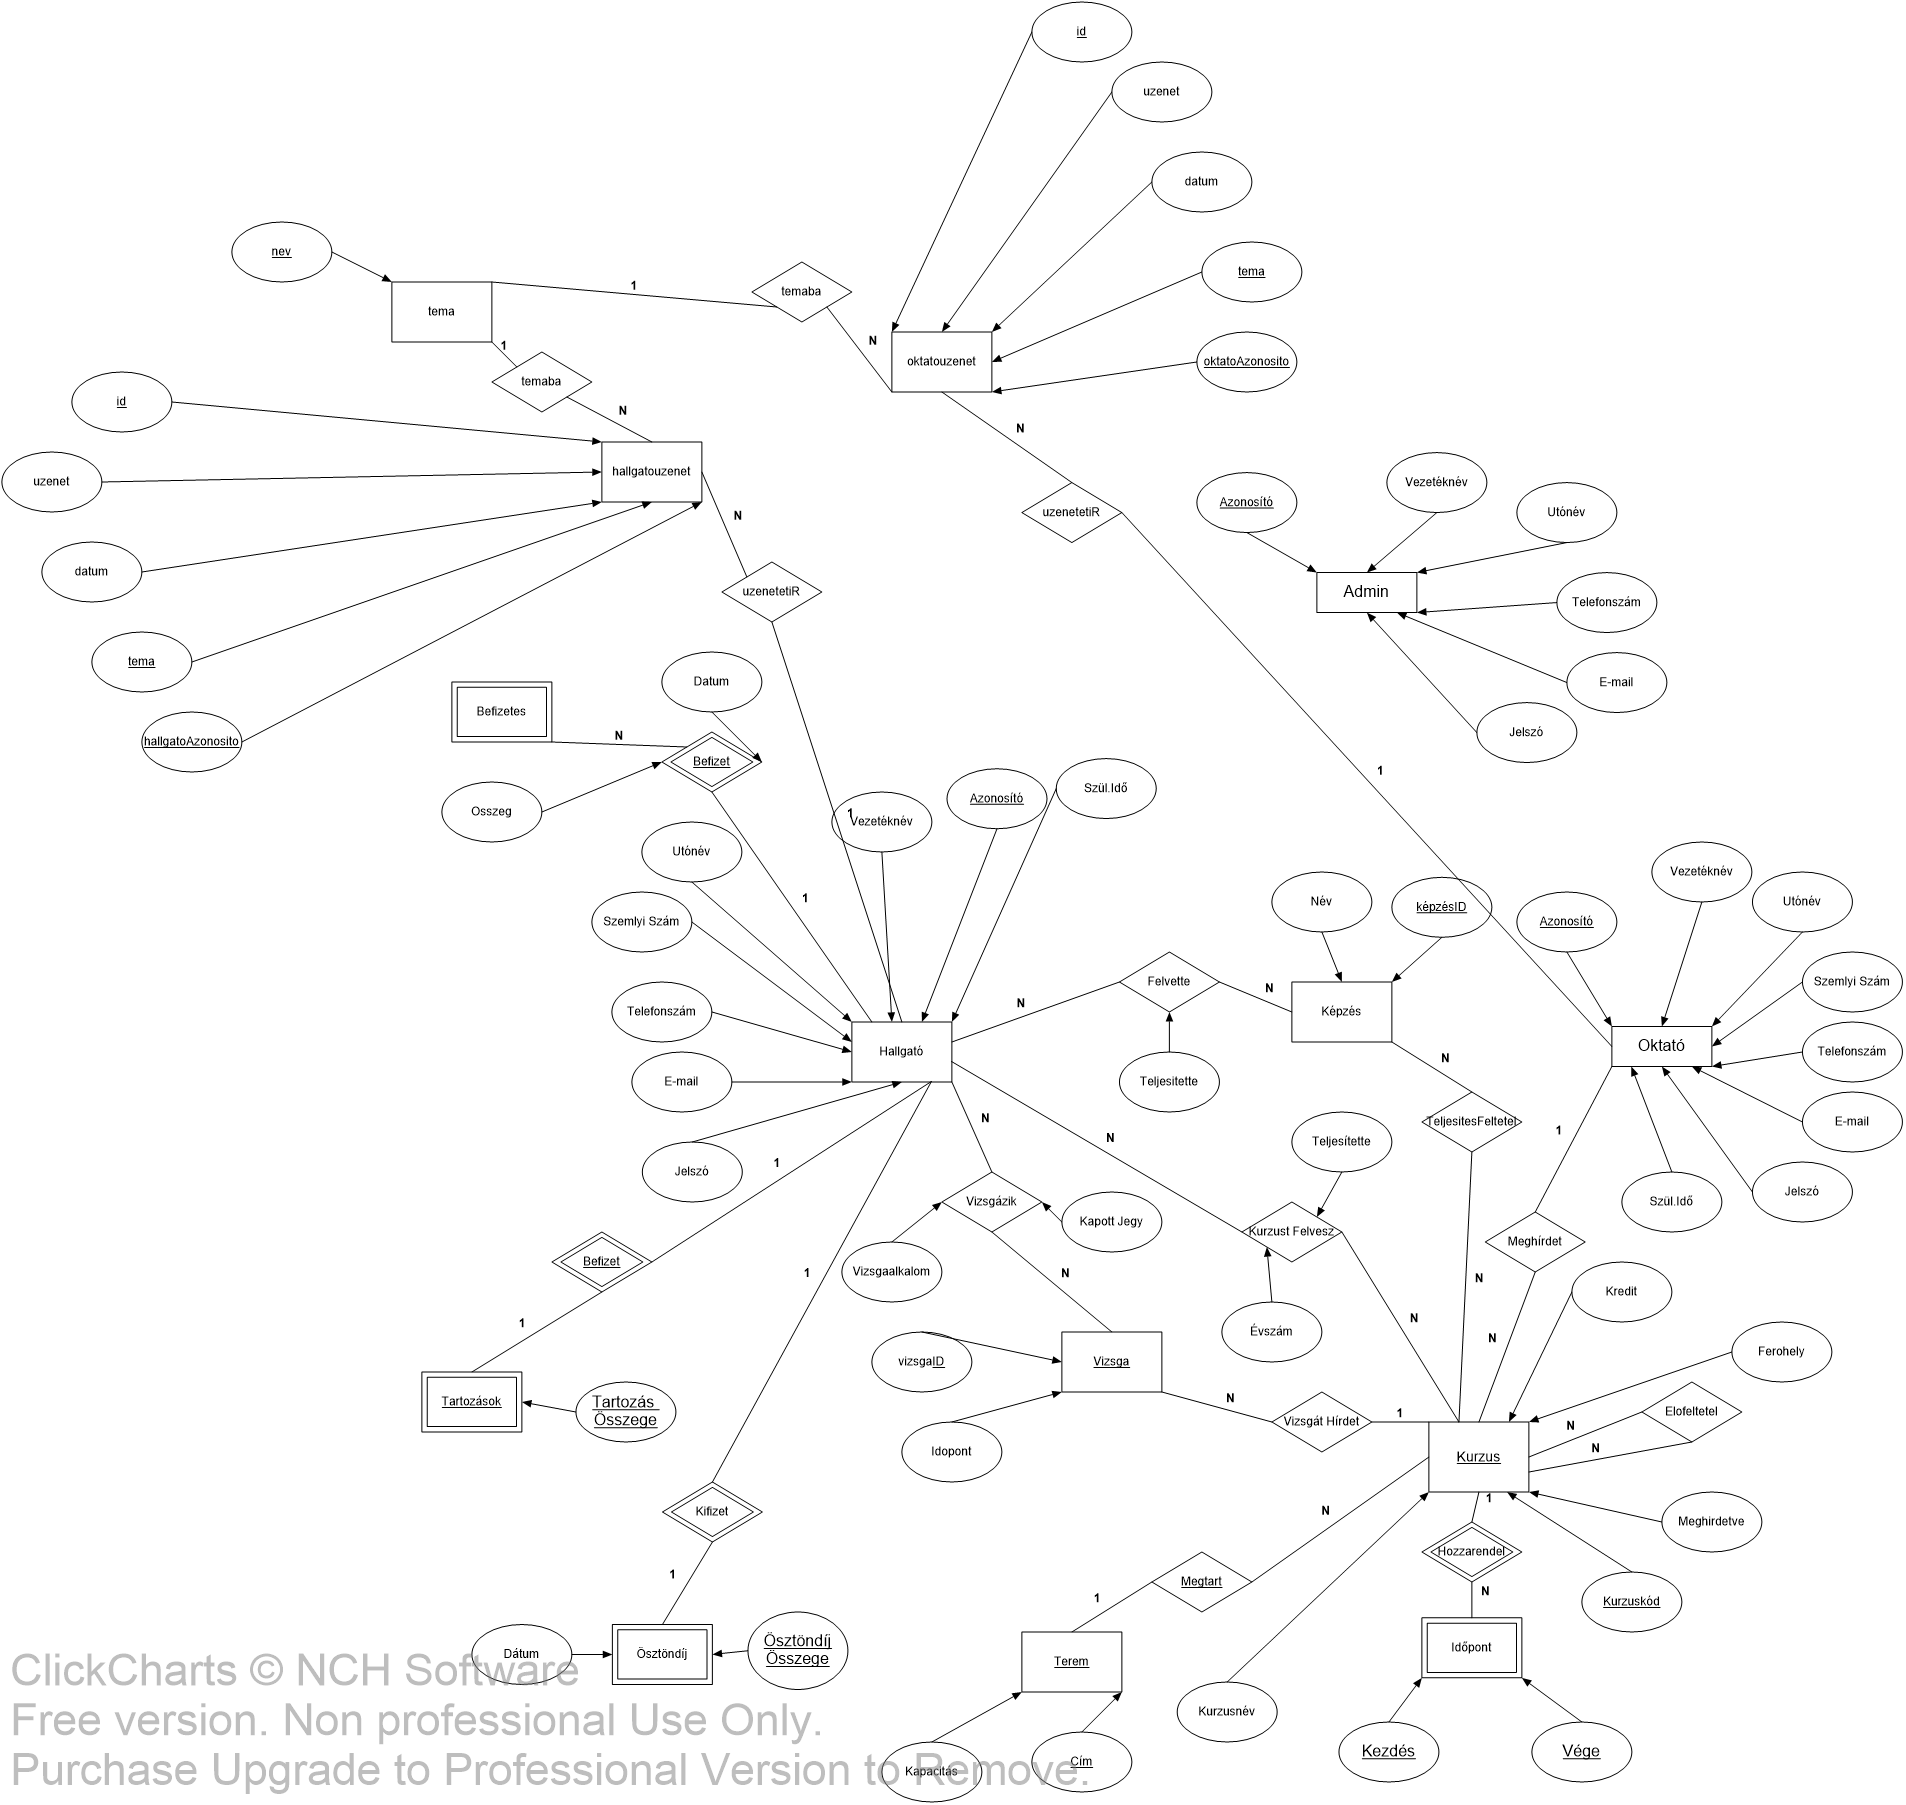 id
uzenet
datum
nev
tema
1
temaba
tema
N
oktatouzenet
oktatoAzonosito
1
temaba
N
id
N
hallgatouzenet
uzenet
N
datum
tema
hallgatoAzonosito
uzenetetiR
uzenetetiR
Azonosító
Vezetéknév
Utónév
Admin
Telefonszám
E-mail
Jelszó
1
Befizetes
Datum
N
Befizet
Osszeg
1
Azonosító
Szül.Idő
1
Vezetéknév
Utónév
Szemlyi Szám
Név
képzésID
Azonosító
Vezetéknév
Utónév
Szemlyi Szám
Telefonszám
E-mail
Jelszó
Szül.Idő
Oktató
Telefonszám
Hallgató
E-mail
Jelszó
N
Felvette
N
Képzés
Teljesitette
N
TeljesitesFeltetel
N
1
Meghírdet
N
N
Teljesítette
Kurzust Felvesz
Évszám
N
N
Vizsgázik
Kapott Jegy
Vizsgaalkalom
N
1
Befizet
1
Tartozások
Tartozás
Összege
1
Kifizet
1
Dátum
Ösztöndíj
Ösztöndíj
Összege
vizsgaID
Vizsga
Idopont
N
Vizsgát Hírdet
1
Kredit
Ferohely
Elofeltetel
N
N
Kurzus
Meghirdetve
Kurzuskód
1
Hozzarendel
N
Időpont
Kezdés
Vége
N
Megtart
1
Terem
Kurzusnév
Kapacitás
Cím
ClickCharts © NCH Software
Free version. Non professional Use Only.
Purchase Upgrade to Professional Version to Remove.